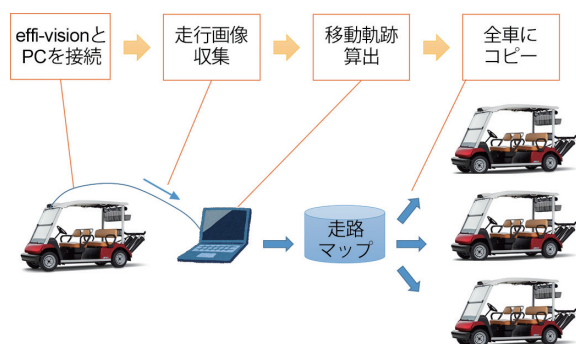 effi-visionと
PCを接続
走行画像
収集
移動軌跡
算出
全車に
コピー
走路
マップ